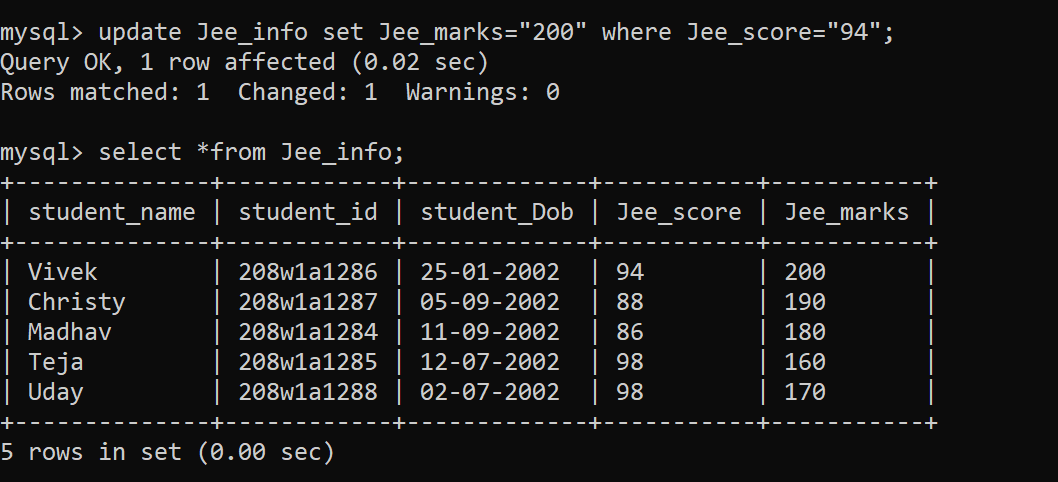 mysql> update Jee_info set Jee_marks="200" where Jee_score="94";
Query OK, 1 row affected (0.02 sec)
Rows matched: 1  Changed: 1  Warnings: 0
mysql> select *from Jee_info;
+--------------+------------+-------------+-----------+-----------+
| student_name | student_id | student_Dob | Jee_score | Jee_marks |
+--------------+------------+-------------+-----------+-----------+
| Vivek        | 208w1a1286 | 25-01-2002  | 94        | 200       |
| Christy      | 208w1a1287 | 05-09-2002  | 88        | 190       |
| Madhav       | 208w1a1284 | 11-09-2002  | 86        | 180       |
| Teja         | 208w1a1285 | 12-07-2002  | 98        | 160       |
| Uday         | 208w1a1288 | 02-07-2002  | 98        | 170       |
+--------------+------------+-------------+-----------+-----------+
5 rows in set (0.00 sec)